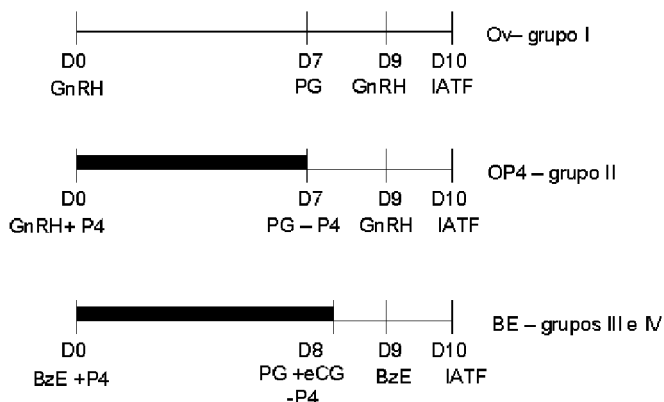 Ov– grupo I
D0 D7 D9 D10
GnRH PG GnRH IATF
OP4 – grupo II
D0 D7 D9 D10
GnRH+ P4 PG – P4 GnRH IATF
BE – grupos III e IV
D0 D8 D9 D10
BzE +P4 PG +eCG BzE IATF
-P4